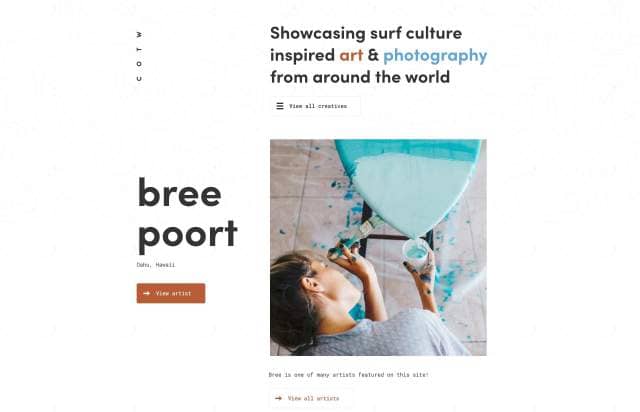 COTW
Showcasing surf culture
inspired art & photography
from around the world
View all creatives
bree
poort
Oahu, Hawaii
View artist
Bree is one of many artists featured on this site!
View all artists